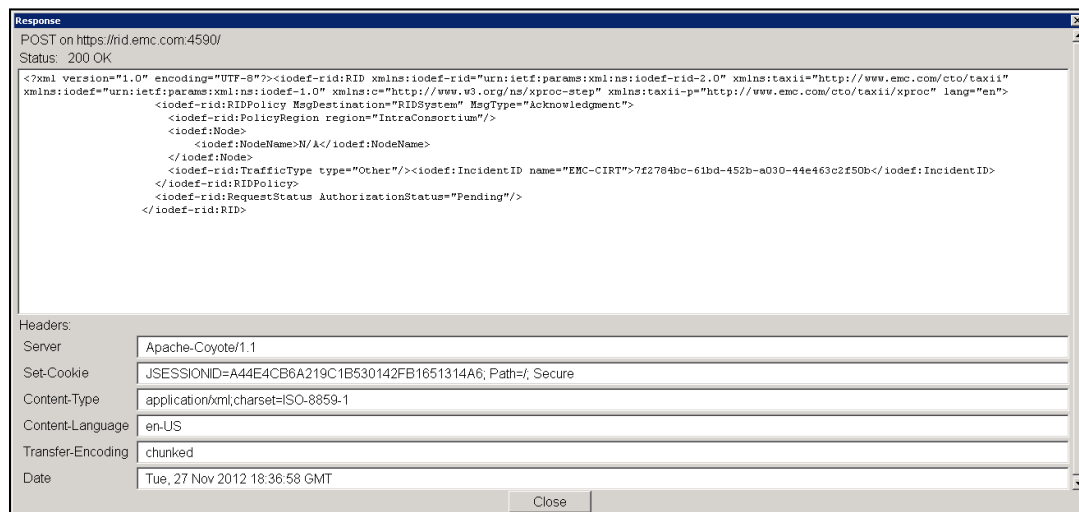 Response
POST on https://rid.emc.com:4590/
Status: 200 OK
<?xml version="1.0" encoding="UTF-8"?><iodef-rid:RID xmlns:iodef-rid="urn:ietf:params:xml:ns:iodef-rid-2.0" xmlns:taxii="http://www.emc.com/cto/taxii"
xmlns:iodef="urn:ietf:params:xml:ns:iodef-1.0" xmlns:c="http://www.w3.org/ns/xproc-step" xmlns:taxii-p="http://www.emc.com/cto/taxii/xproc" lang="en">
<iodef-rid:RIDPolicy MsgDestination="RIDSystem" MsgType="Acknowledgment">
<iodef-rid:PolicyRegion region="IntraConsortium"/>
<iodef:Node>
<iodef:NodeName>N/A</iodef:NodeName>
</iodef:Node>
<iodef-rid:TrafficType type="Other"/><iodef:IncidentID name="EMC-CIRT">7f2784bc-61bd-452b-a030-44e463c2f50b</iodef:IncidentID>
</iodef-rid:RIDPolicy>
<iodef-rid:RequestStatus AuthorizationStatus="Pending"/>
</iodef-rid:RID>
Headers:
Server Apache-Coyote/1.1
Set-Cookie JSESSIONID=A44E4CB6A219C1B530142FB1651314A6; Path=/; Secure
Content-Type application/xml;charset=ISO-8859-1
Content-Language en-US
Transfer-Encoding chunked
Date Tue, 27 Nov 2012 18:36:58 GMT
Close